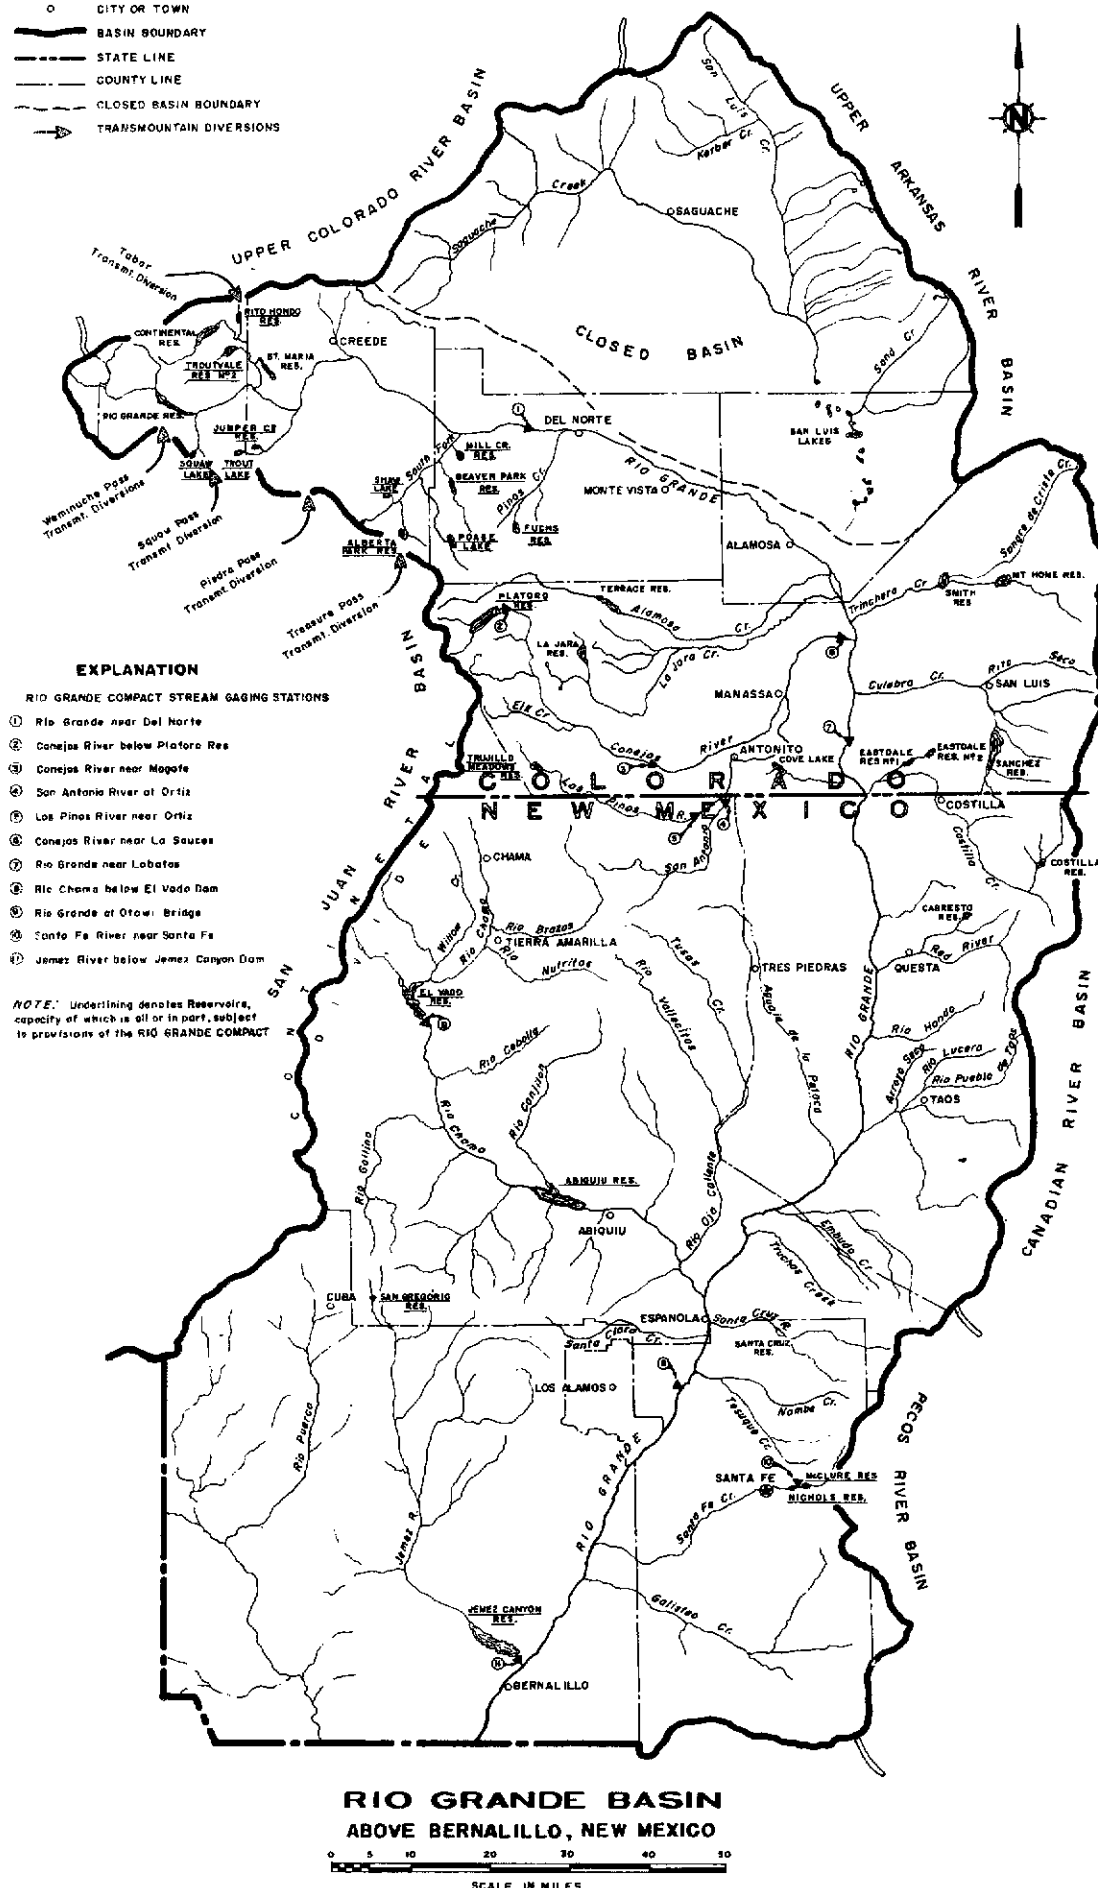 CITY OR TOWN
BASIN BOUNDARY
STATE LINE
COUNTY LINE
CLOSED BASIN BOUNDARY
TRANSMOUNTAIN DIVERSIONS
N
UPPER COLORADO RIVER BASIN
UPPER ARKANSAS RIVER BASIN
San Luis Cr.
Kerber Cr.
Saguache Creek
SAGUACHE
CLOSED BASIN
Sand Cr.
SAN LUIS
LAKES
Tabor
Transmt. Diversion
RITO HONDO
RES.
CONTINENTAL
RES.
TROUTVALE
RES Nº2
ST. MARIA
RES.
CREEDE
RIO GRANDE RES.
JUMPER CR
RES.
SQUAW
LAKE
TROUT
LAKE
Weminuche Pass
Transmt. Diversions
Squaw Pass
Transmt. Diversion
Piedra Pass
Transmt. Diversion
Treasure Pass
Transmt. Diversion
1
DEL NORTE
South Fork
MILL CR.
RES.
SHAW
LAKE
BEAVER PARK
RES.
Pinos Cr.
FUCHS
RES
POAGE
LAKE
ALBERTA
PARK RES.
RIO GRANDE
MONTE VISTA
ALAMOSA
Sangre de Cristo Cr.
Trinchera Cr
SMITH
RES
MT HOME RES.
TERRACE RES.
PLATORO
RES.
2
Alamosa Cr.
LA JARA
RES.
La Jara Cr.
6
MANASSA
Culebra Cr.
Rito Seco
SAN LUIS
Elk Cr.
Conejos River
3
7
ANTONITO
COVE LAKE
EASTDALE
RES Nº1
EASTDALE
RES. Nº2
SANCHEZ
RES.
TRUJILLO
MEADOWS
RES.
COLORADO
NEW MEXICO
Los Pinos R.
5
4
San Antonio
COSTILLA
Costilla Cr.
COSTILLA
RES.
EXPLANATION
RIO GRANDE COMPACT STREAM GAGING STATIONS
1 Rio Grande near Del Norte
2 Conejos River below Platoro Res
3 Conejos River near Mogote
4 San Antonio River at Ortiz
5 Los Pinos River near Ortiz
6 Conejos River near La Sauces
7 Rio Grande near Lobatos
8 Rio Chama below El Vado Dam
9 Rio Grande at Otowi Bridge
10 Santa Fe River near Santa Fe
11 Jemez River below Jemez Canyon Dam
NOTE: Underlining denotes Reservoirs,
capacity of which is all or in part, subject
to provisions of the RIO GRANDE COMPACT
SAN JUAN RIVER BASIN
CONTINENTAL DIVIDE
CHAMA
Willow Cr.
Rio Chama
Rio Brazos
TIERRA AMARILLA
Rio Nutritas
EL VADO
RES.
8
Rio Cebolla
Rio Canjilon
Rio Chama
Rio Gallina
Rio Vallecitos
Tusas Cr.
TRES PIEDRAS
Aguaje de la Petaca
CABRESTO
RES.
Red River
QUESTA
RIO GRANDE
Rio Hondo
Arroyo Seco
Rio Lucero
Rio Pueblo de Taos
TAOS
CANADIAN RIVER BASIN
ABIQUIU RES.
ABIQUIU
Rio Ojo Caliente
Embudo Cr
Truchas Creek
CUBA
SAN GREGORIO
RES.
ESPANOLA
Santa Cruz R.
Santa Clara Cr.
SANTA CRUZ
RES.
LOS ALAMOS
Nambe Cr.
Tesuque Cr.
10
SANTA FE
McCLURE RES
NICHOLS RES.
Santa Fe Cr.
PECOS RIVER BASIN
Rio Puerco
Jemez R.
RIO GRANDE
Galisteo Cr.
JEMEZ CANYON
RES.
11
BERNALILLO
RIO GRANDE BASIN
ABOVE BERNALILLO, NEW MEXICO
0 5 10 20 30 40 50
SCALE IN MILES